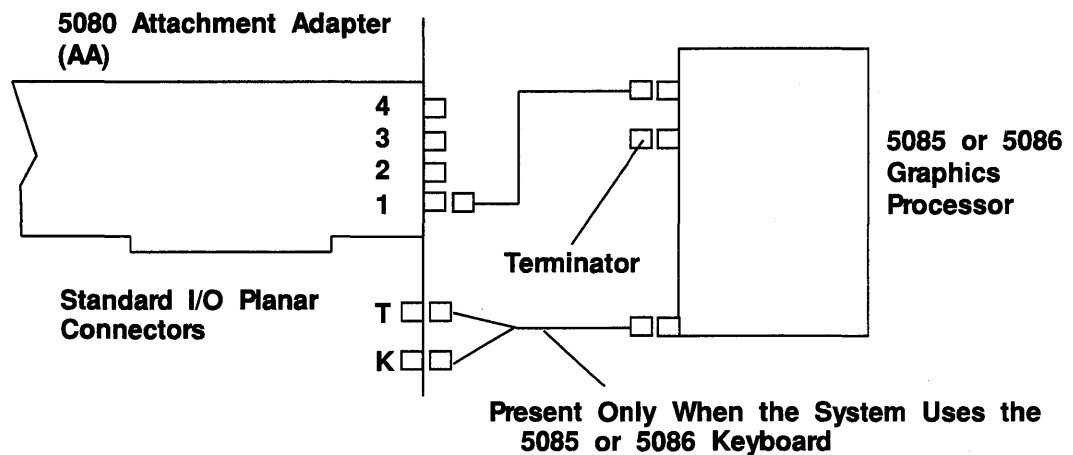 5080 Attachment Adapter
(AA)
4
3
2
1
5085 or 5086
Graphics
Processor
Terminator
Standard I/O Planar
Connectors
T
K
Present Only When the System Uses the
5085 or 5086 Keyboard